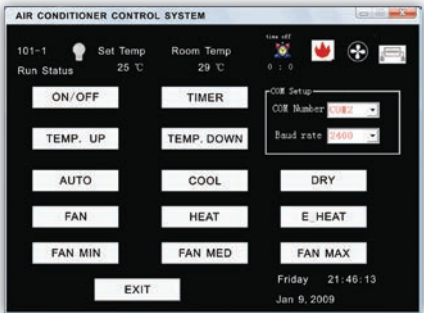 AIR CONDITIONER CONTROL SYSTEM
time off
101-1 Set Temp Room Temp
Run Status 25 ℃ 29 ℃ 0 : 0
ON/OFF TIMER COM Setup
COM Number COM2
TEMP. UP TEMP. DOWN Baud rate 2400
AUTO COOL DRY
FAN HEAT E_HEAT
FAN MIN FAN MED FAN MAX
EXIT Friday 21:46:13
Jan 9, 2009